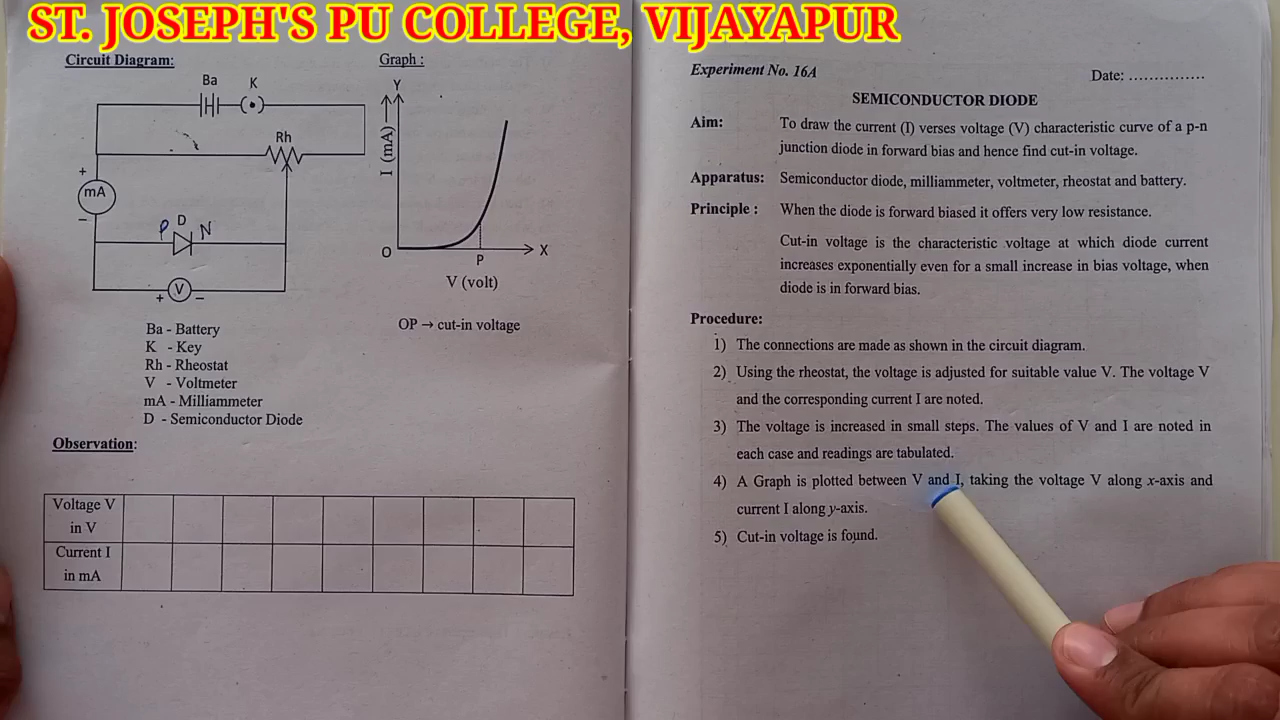 ST. JOSEPH'S PU COLLEGE, VIJAYAPUR
Circuit Diagram:
Ba
K
Rh
+
mA
−
P
D
N
+
V
−
Ba - Battery
K - Key
Rh - Rheostat
V - Voltmeter
mA - Milliammeter
D - Semiconductor Diode
Graph :
Y
I (mA)
O
P
X
V (volt)
OP → cut-in voltage
Observation:
Voltage V
in V
Current I
in mA
Experiment No. 16A
Date: ……………
SEMICONDUCTOR DIODE
Aim: To draw the current (I) verses voltage (V) characteristic curve of a p-n
junction diode in forward bias and hence find cut-in voltage.
Apparatus: Semiconductor diode, milliammeter, voltmeter, rheostat and battery.
Principle : When the diode is forward biased it offers very low resistance.
Cut-in voltage is the characteristic voltage at which diode current
increases exponentially even for a small increase in bias voltage, when
diode is in forward bias.
Procedure:
1) The connections are made as shown in the circuit diagram.
2) Using the rheostat, the voltage is adjusted for suitable value V. The voltage V
and the corresponding current I are noted.
3) The voltage is increased in small steps. The values of V and I are noted in
each case and readings are tabulated.
4) A Graph is plotted between V and I, taking the voltage V along x-axis and
current I along y-axis.
5) Cut-in voltage is found.